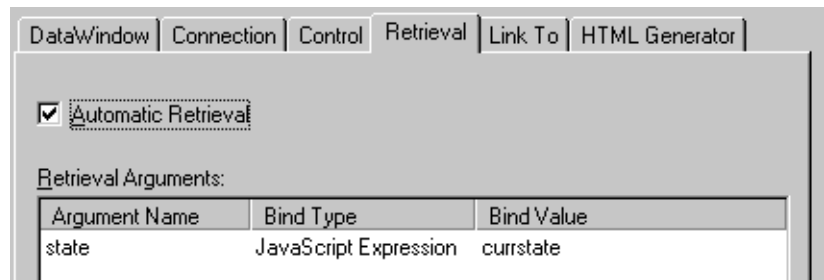 DataWindow Connection Control Retrieval Link To HTML Generator
Automatic Retrieval
Retrieval Arguments:
Argument Name Bind Type Bind Value
state JavaScript Expression currstate